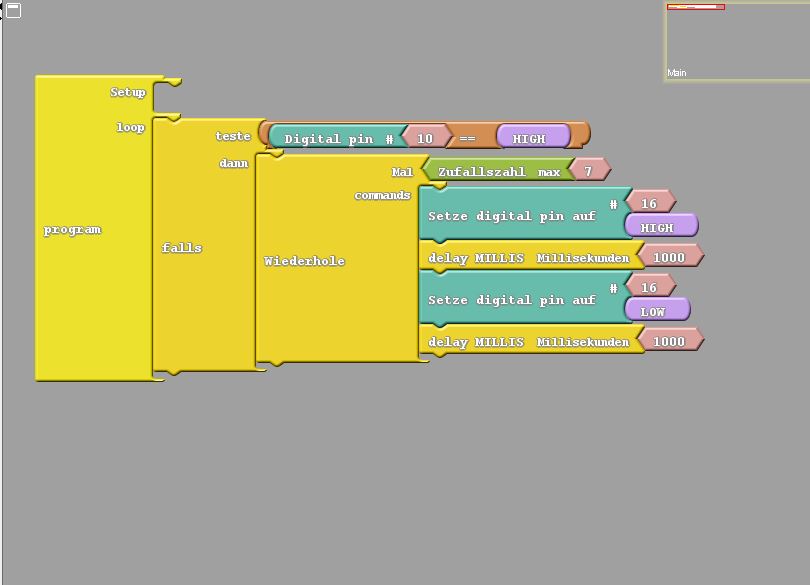 Main
Setup
loop
teste
Digital pin # 10 == HIGH
dann
Mal
Zufallszahl max 7
commands
program
falls
Wiederhole
Setze digital pin auf # 16
HIGH
delay MILLIS Millisekunden 1000
Setze digital pin auf # 16
LOW
delay MILLIS Millisekunden 1000